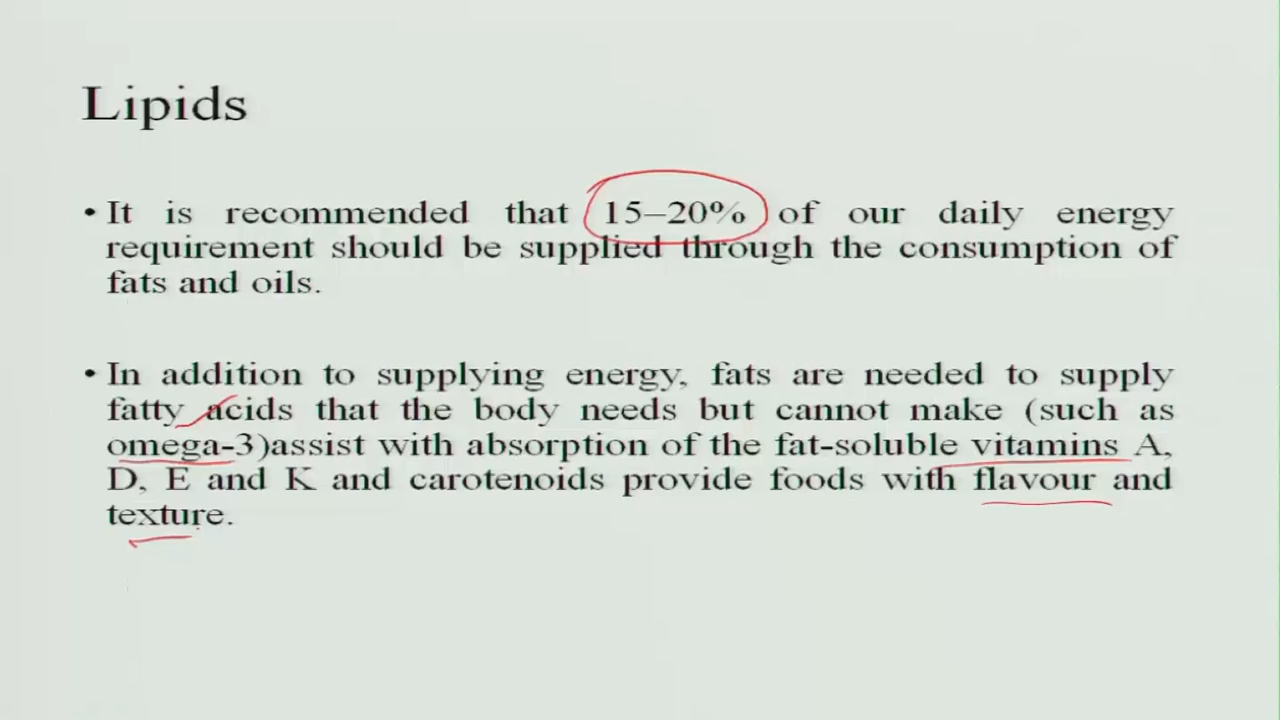 Lipids
• It is recommended that 15–20% of our daily energy
requirement should be supplied through the consumption of
fats and oils.
• In addition to supplying energy, fats are needed to supply
fatty acids that the body needs but cannot make (such as
omega-3)assist with absorption of the fat-soluble vitamins A,
D, E and K and carotenoids provide foods with flavour and
texture.